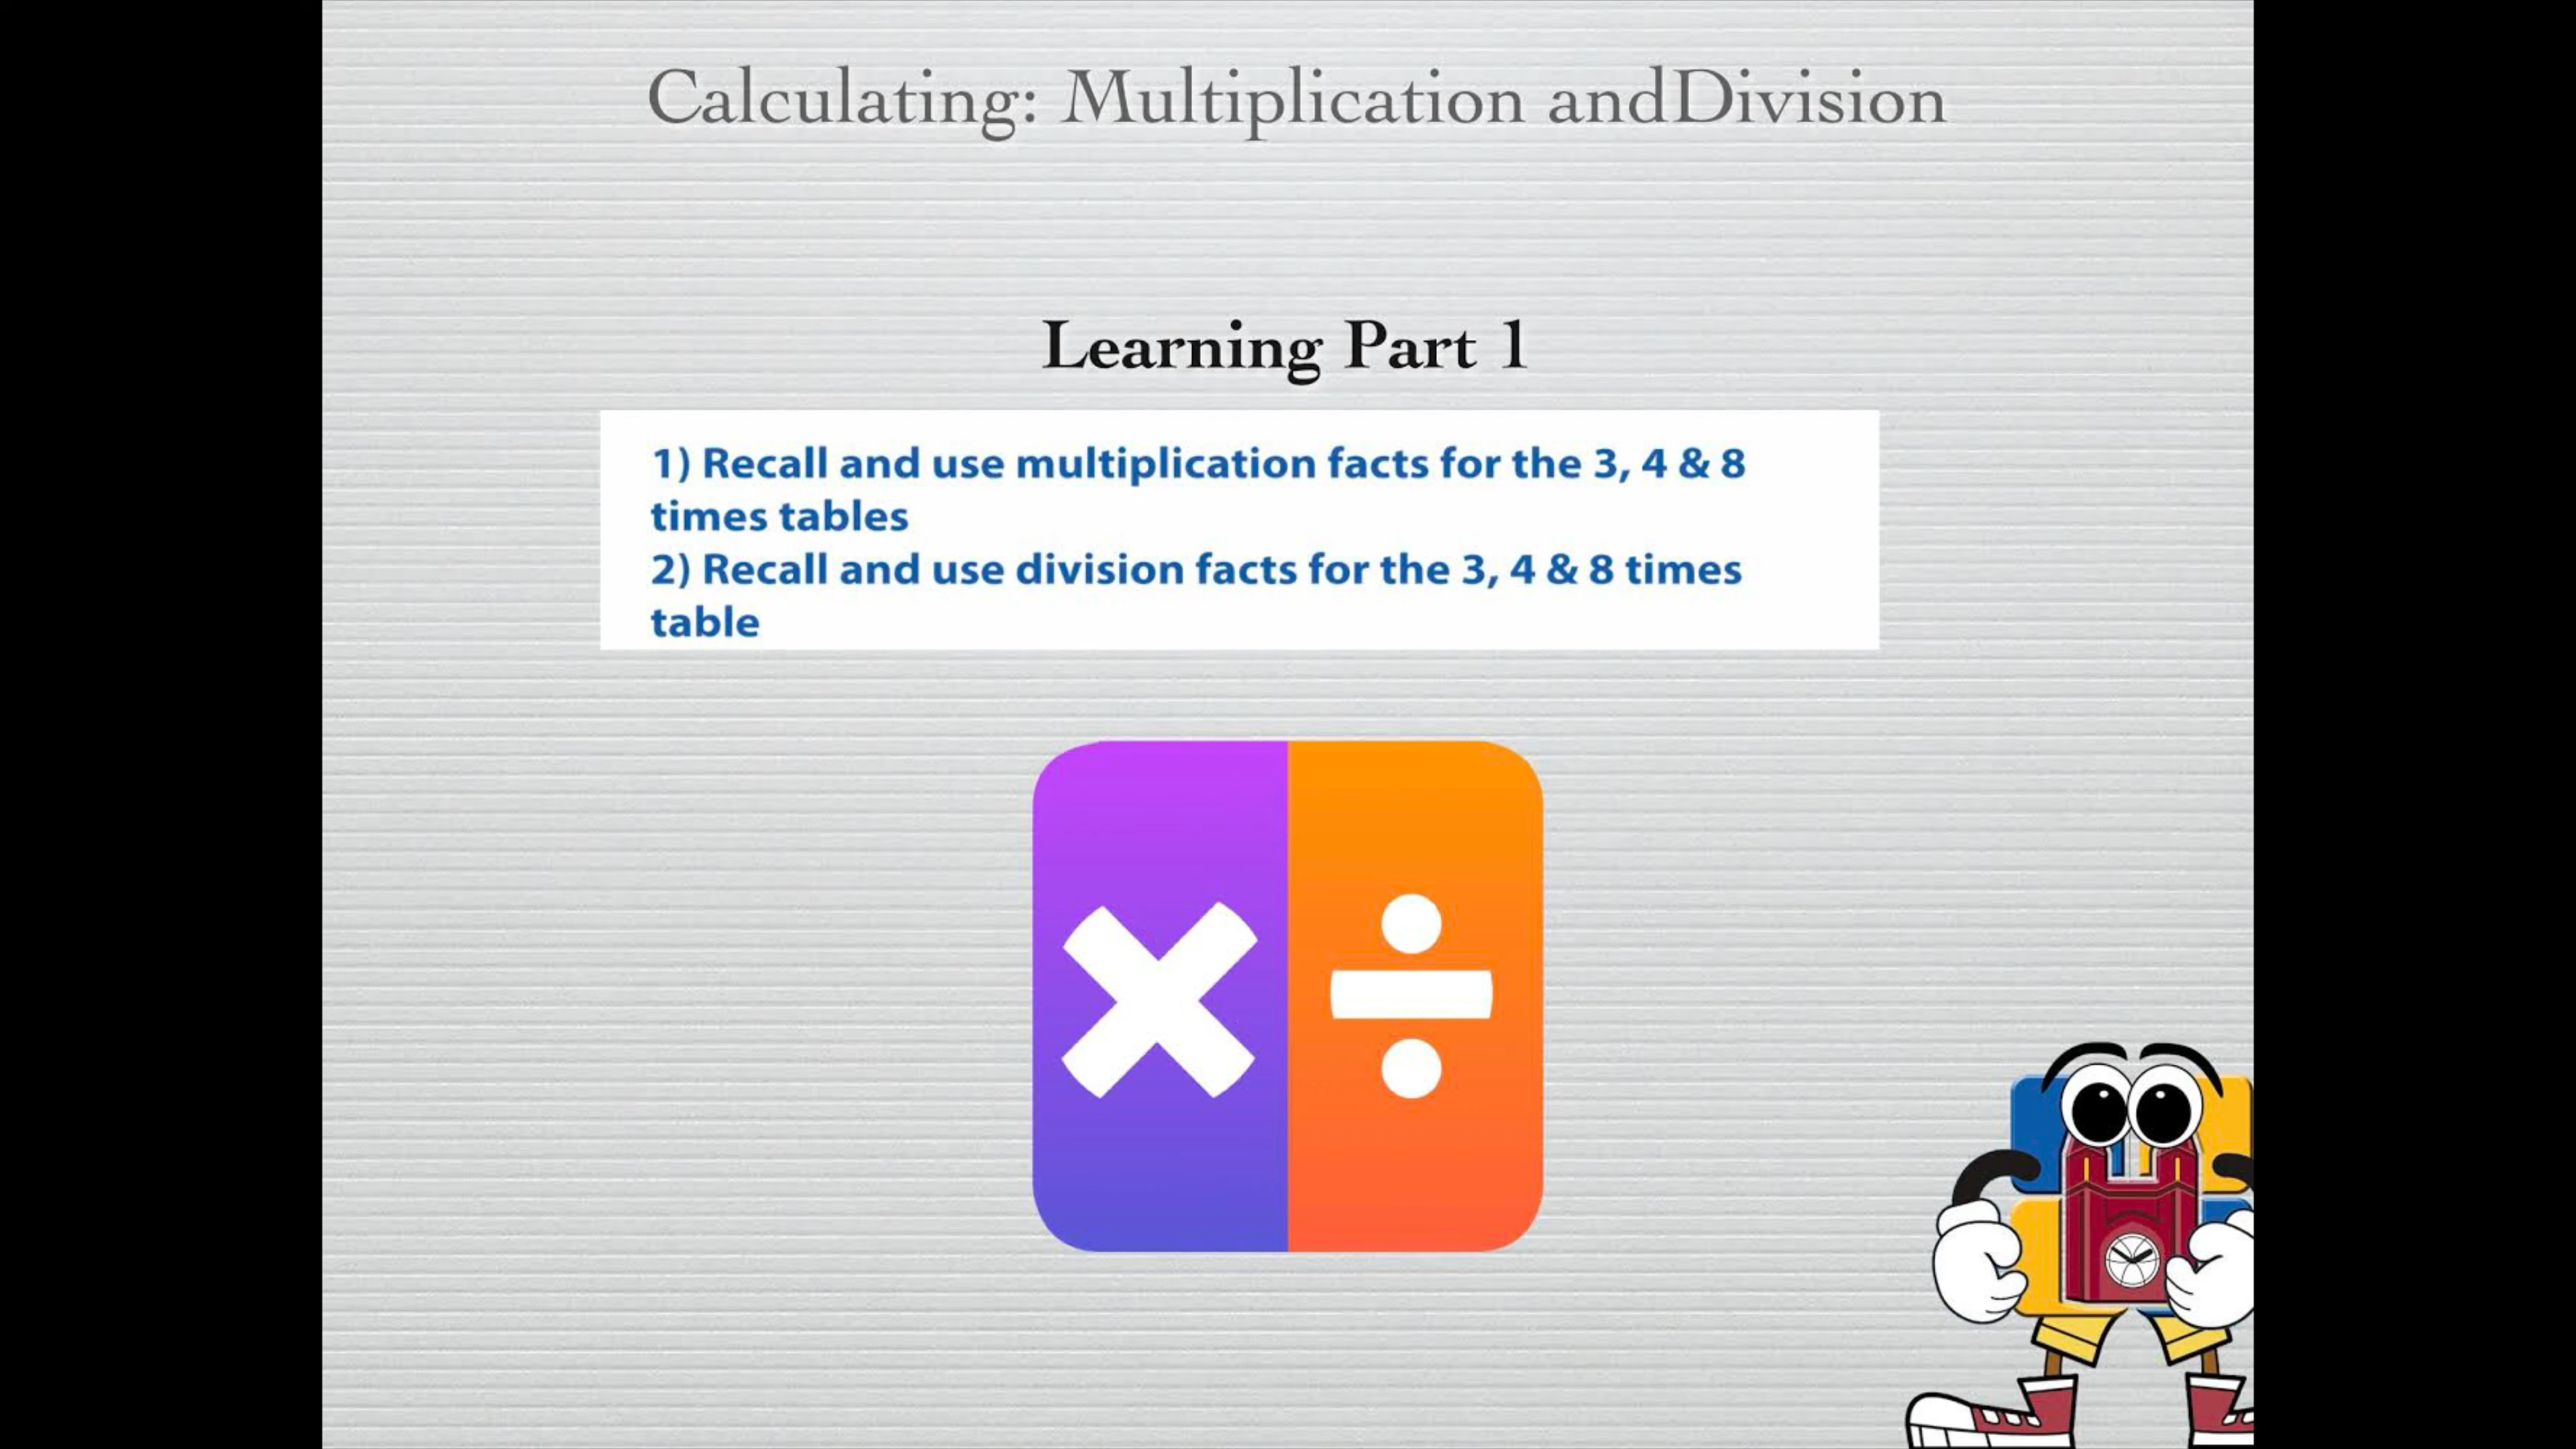 Calculating: Multiplication andDivision
Learning Part 1
1) Recall and use multiplication facts for the 3, 4 & 8
times tables
2) Recall and use division facts for the 3, 4 & 8 times
table